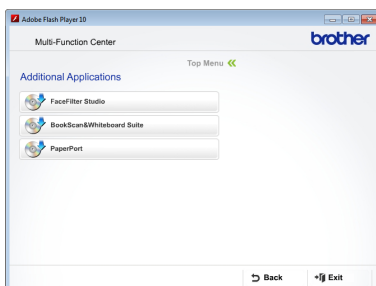 Adobe Flash Player 10
Multi-Function Center
brother
Top Menu
Additional Applications
FaceFilter Studio
BookScan&Whiteboard Suite
PaperPort
Back
Exit